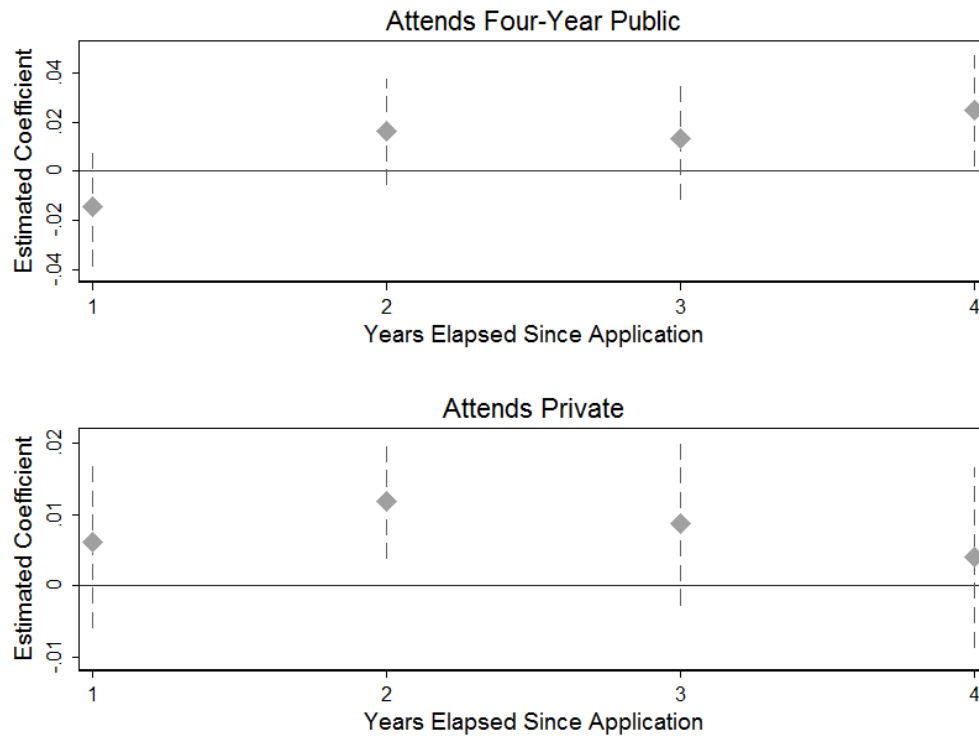 Attends Four-Year Public
Estimated Coefficient
.04
.02
0
-.02
-.04
1 2 3 4
Years Elapsed Since Application
Attends Private
Estimated Coefficient
.02
.01
0
-.01
1 2 3 4
Years Elapsed Since Application